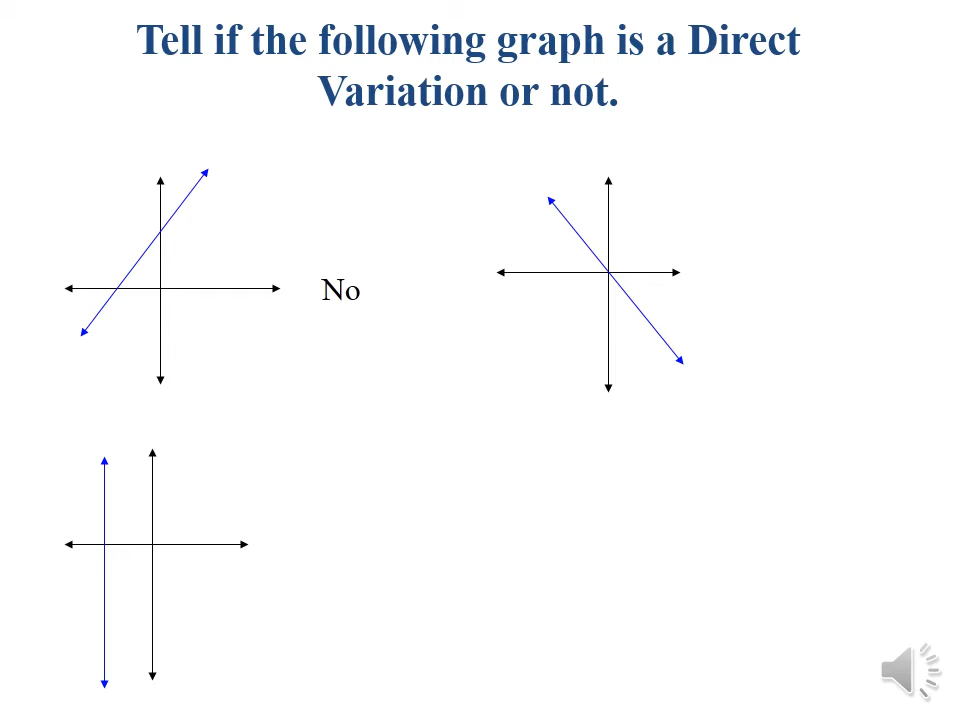 Tell if the following graph is a Direct
Variation or not.
No